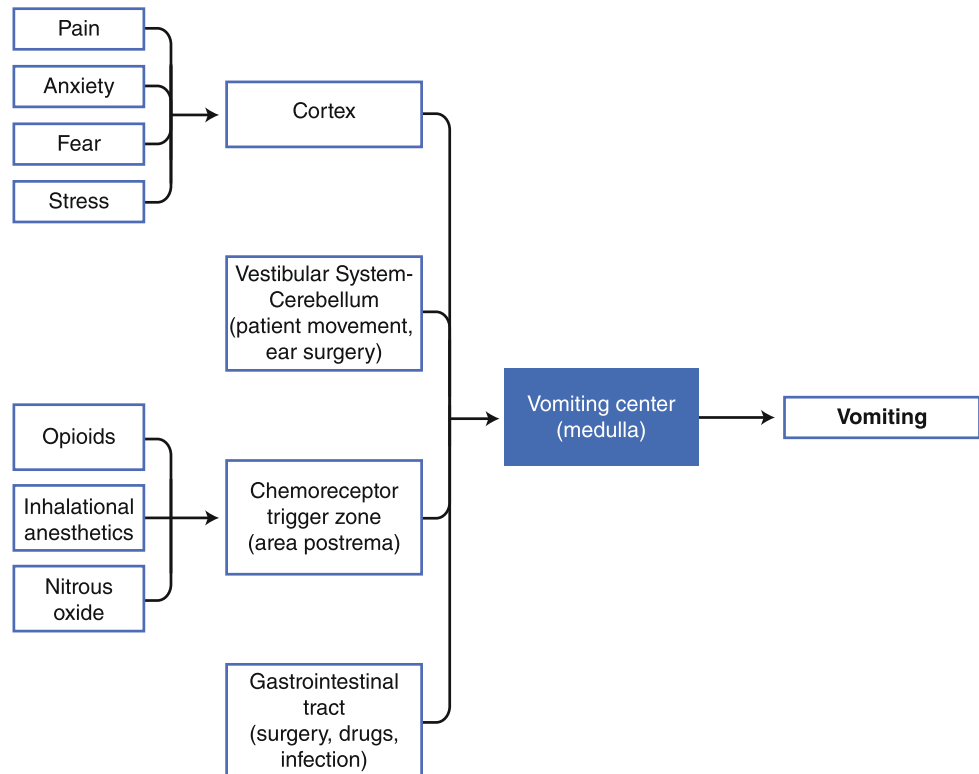 Pain
Anxiety
Fear
Stress
Cortex
Vestibular System-
Cerebellum
(patient movement,
ear surgery)
Opioids
Inhalational
anesthetics
Nitrous
oxide
Chemoreceptor
trigger zone
(area postrema)
Gastrointestinal
tract
(surgery, drugs,
infection)
Vomiting center
(medulla)
Vomiting